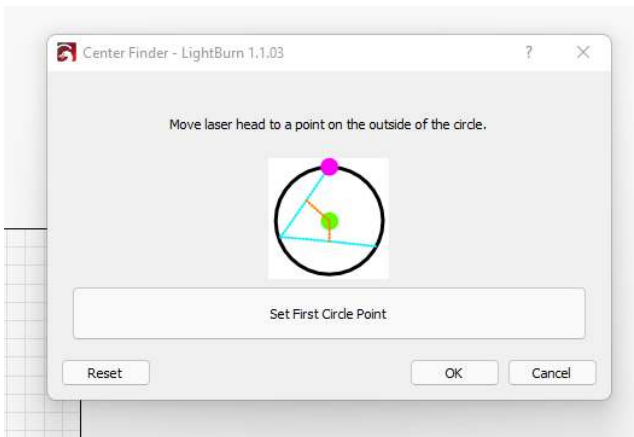 Center Finder - LightBurn 1.1.03
Move laser head to a point on the outside of the circle.
Set First Circle Point
Reset
OK
Cancel